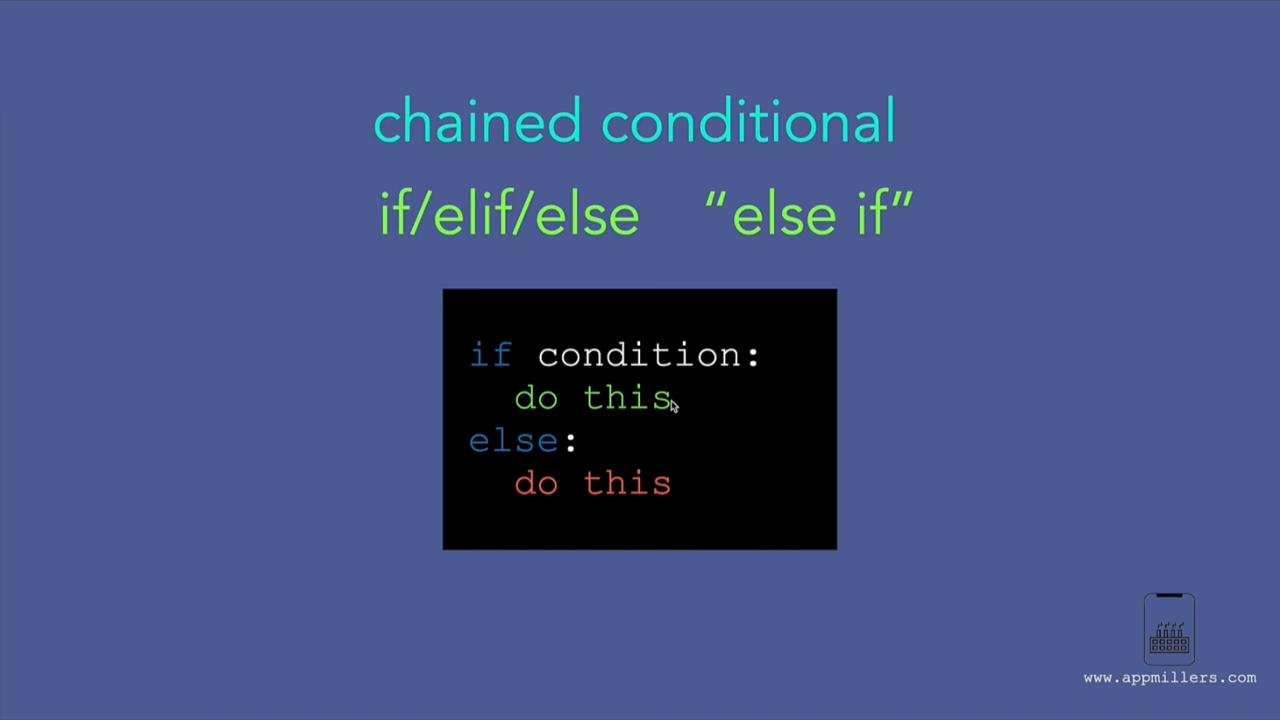 chained conditional
if/elif/else “else if”
if condition:
do this
else:
do this
www.appmillers.com